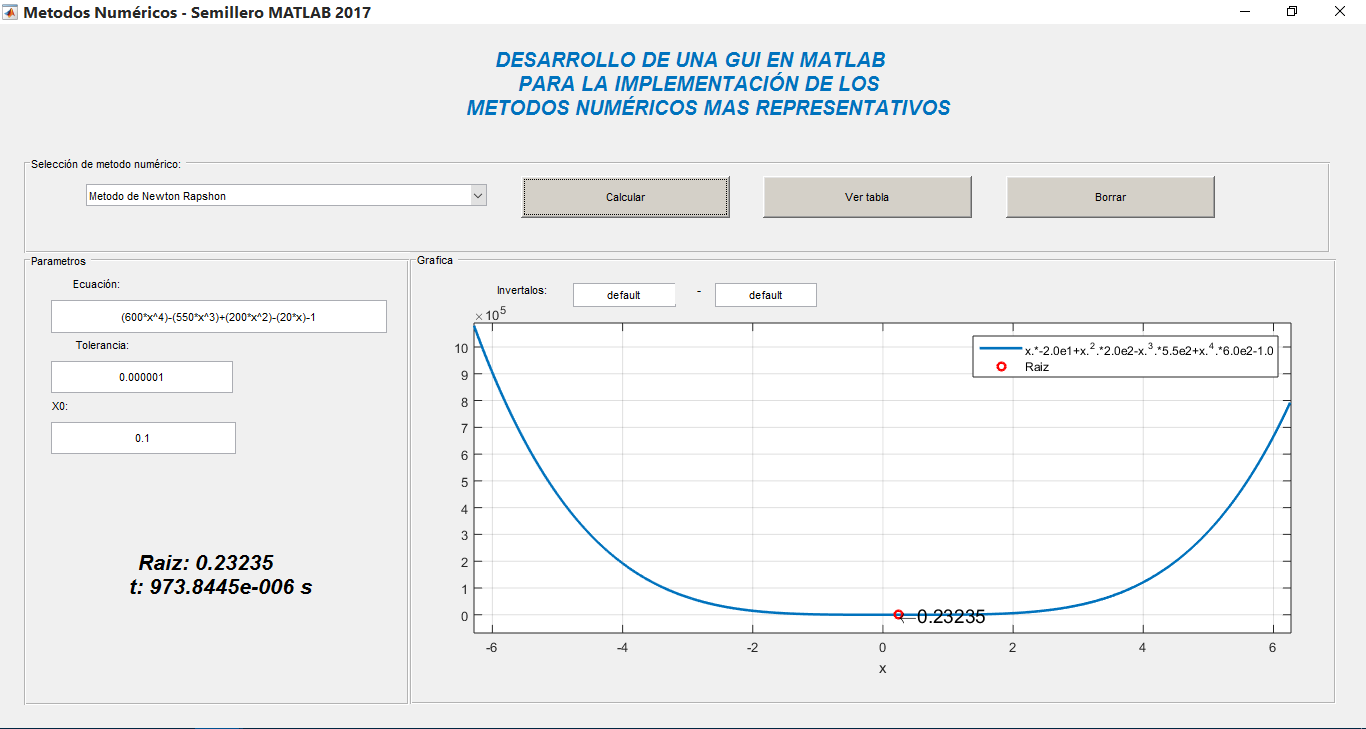 Metodos Numéricos - Semillero MATLAB 2017
DESARROLLO DE UNA GUI EN MATLAB
PARA LA IMPLEMENTACIÓN DE LOS
METODOS NUMÉRICOS MAS REPRESENTATIVOS
Selección de metodo numérico:
Metodo de Newton Rapshon
Calcular
Ver tabla
Borrar
Parametros
Ecuación:
(600*x^4)-(550*x^3)+(200*x^2)-(20*x)-1
Tolerancia:
0.000001
X0:
0.1
Raiz: 0.23235
t: 973.8445e-006 s
Grafica
Invertalos:
default
-
default
×10^5
x.*-2.0e1+x.^2.*2.0e2-x.^3.*5.5e2+x.^4.*6.0e2-1.0
Raiz
10
9
8
7
6
5
4
3
2
1
0
←0.23235
-6 -4 -2 0 2 4 6
x